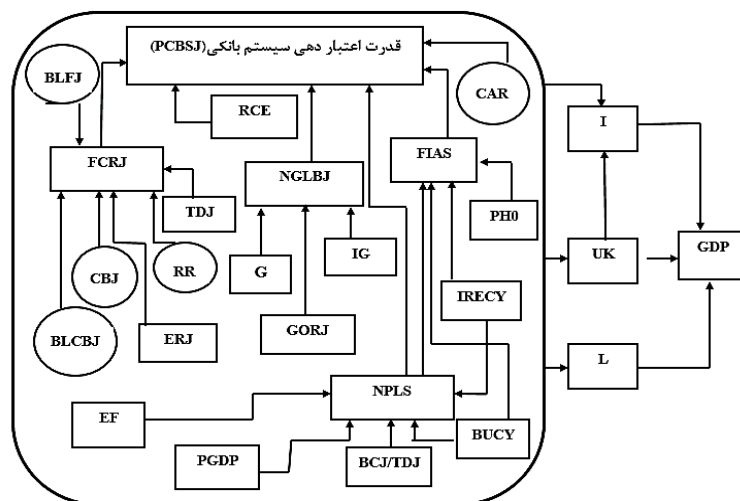 قدرت اعتبار دهی سیستم بانکی(PCBSJ)
BLFJ
CAR
RCE
I
FCRJ
NGLBJ
FIAS
TDJ
PH0
GDP
CBJ
RR
G
IG
UK
IRECY
BLCBJ
ERJ
GORJ
L
NPLS
EF
BUCY
PGDP
BCJ/TDJ